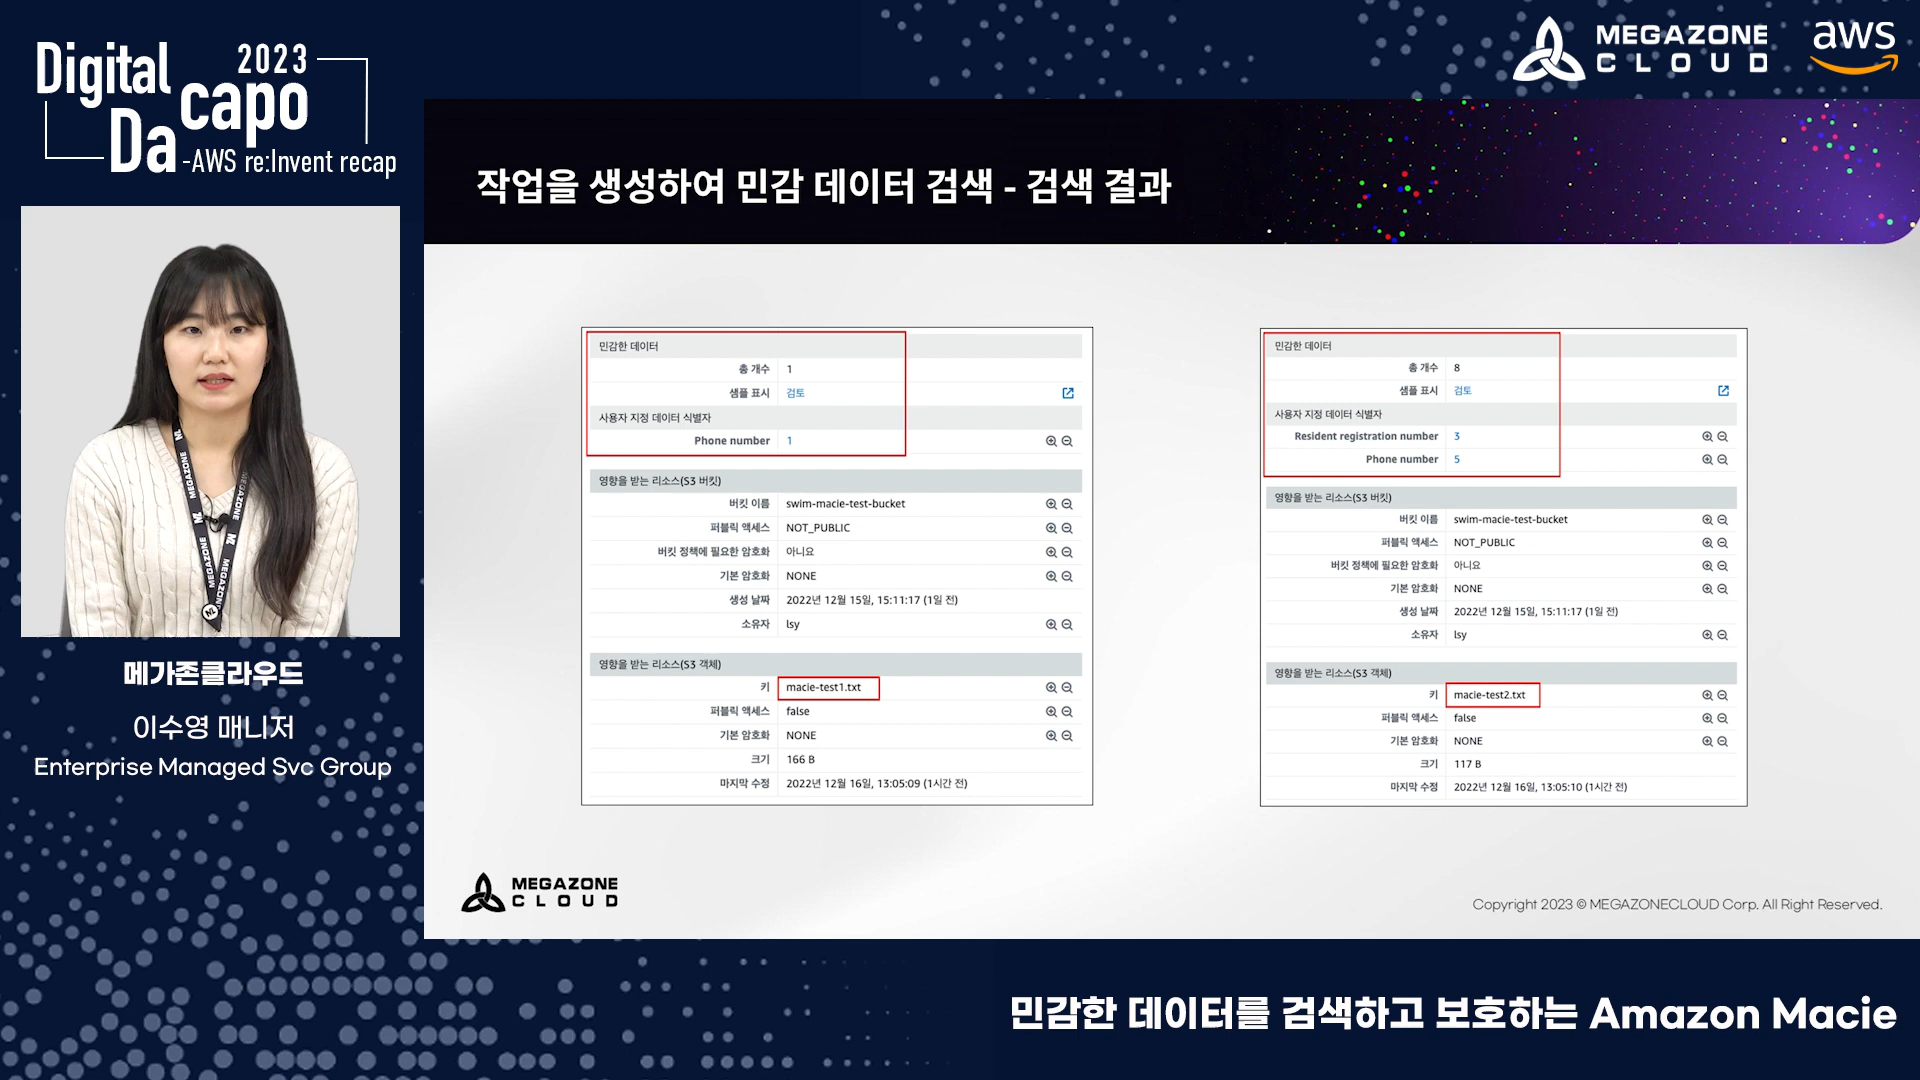 2023
Digital
capo
Da
-AWS re:Invent recap
MEGAZONE
CLOUD
aws
작업을 생성하여 민감 데이터 검색 - 검색 결과
민감한 데이터
총 개수 1
샘플 표시 검토
사용자 지정 데이터 식별자
Phone number 1
영향을 받는 리소스(S3 버킷)
버킷 이름 swim-macie-test-bucket
퍼블릭 액세스 NOT_PUBLIC
버킷 정책에 필요한 암호화 아니요
기본 암호화 NONE
생성 날짜 2022년 12월 15일, 15:11:17 (1일 전)
소유자 lsy
영향을 받는 리소스(S3 객체)
키 macie-test1.txt
퍼블릭 액세스 false
기본 암호화 NONE
크기 166 B
마지막 수정 2022년 12월 16일, 13:05:09 (1시간 전)
민감한 데이터
총 개수 8
샘플 표시 검토
사용자 지정 데이터 식별자
Resident registration number 3
Phone number 5
영향을 받는 리소스(S3 버킷)
버킷 이름 swim-macie-test-bucket
퍼블릭 액세스 NOT_PUBLIC
버킷 정책에 필요한 암호화 아니요
기본 암호화 NONE
생성 날짜 2022년 12월 15일, 15:11:17 (1일 전)
소유자 lsy
영향을 받는 리소스(S3 객체)
키 macie-test2.txt
퍼블릭 액세스 false
기본 암호화 NONE
크기 117 B
마지막 수정 2022년 12월 16일, 13:05:10 (1시간 전)
MEGAZONE
MEGAZONE
MEGAZONE
MEGAZONE
메가존클라우드
이수영 매니저
Enterprise Managed Svc Group
MEGAZONE
CLOUD
Copyright 2023 © MEGAZONECLOUD Corp. All Right Reserved.
민감한 데이터를 검색하고 보호하는 Amazon Macie